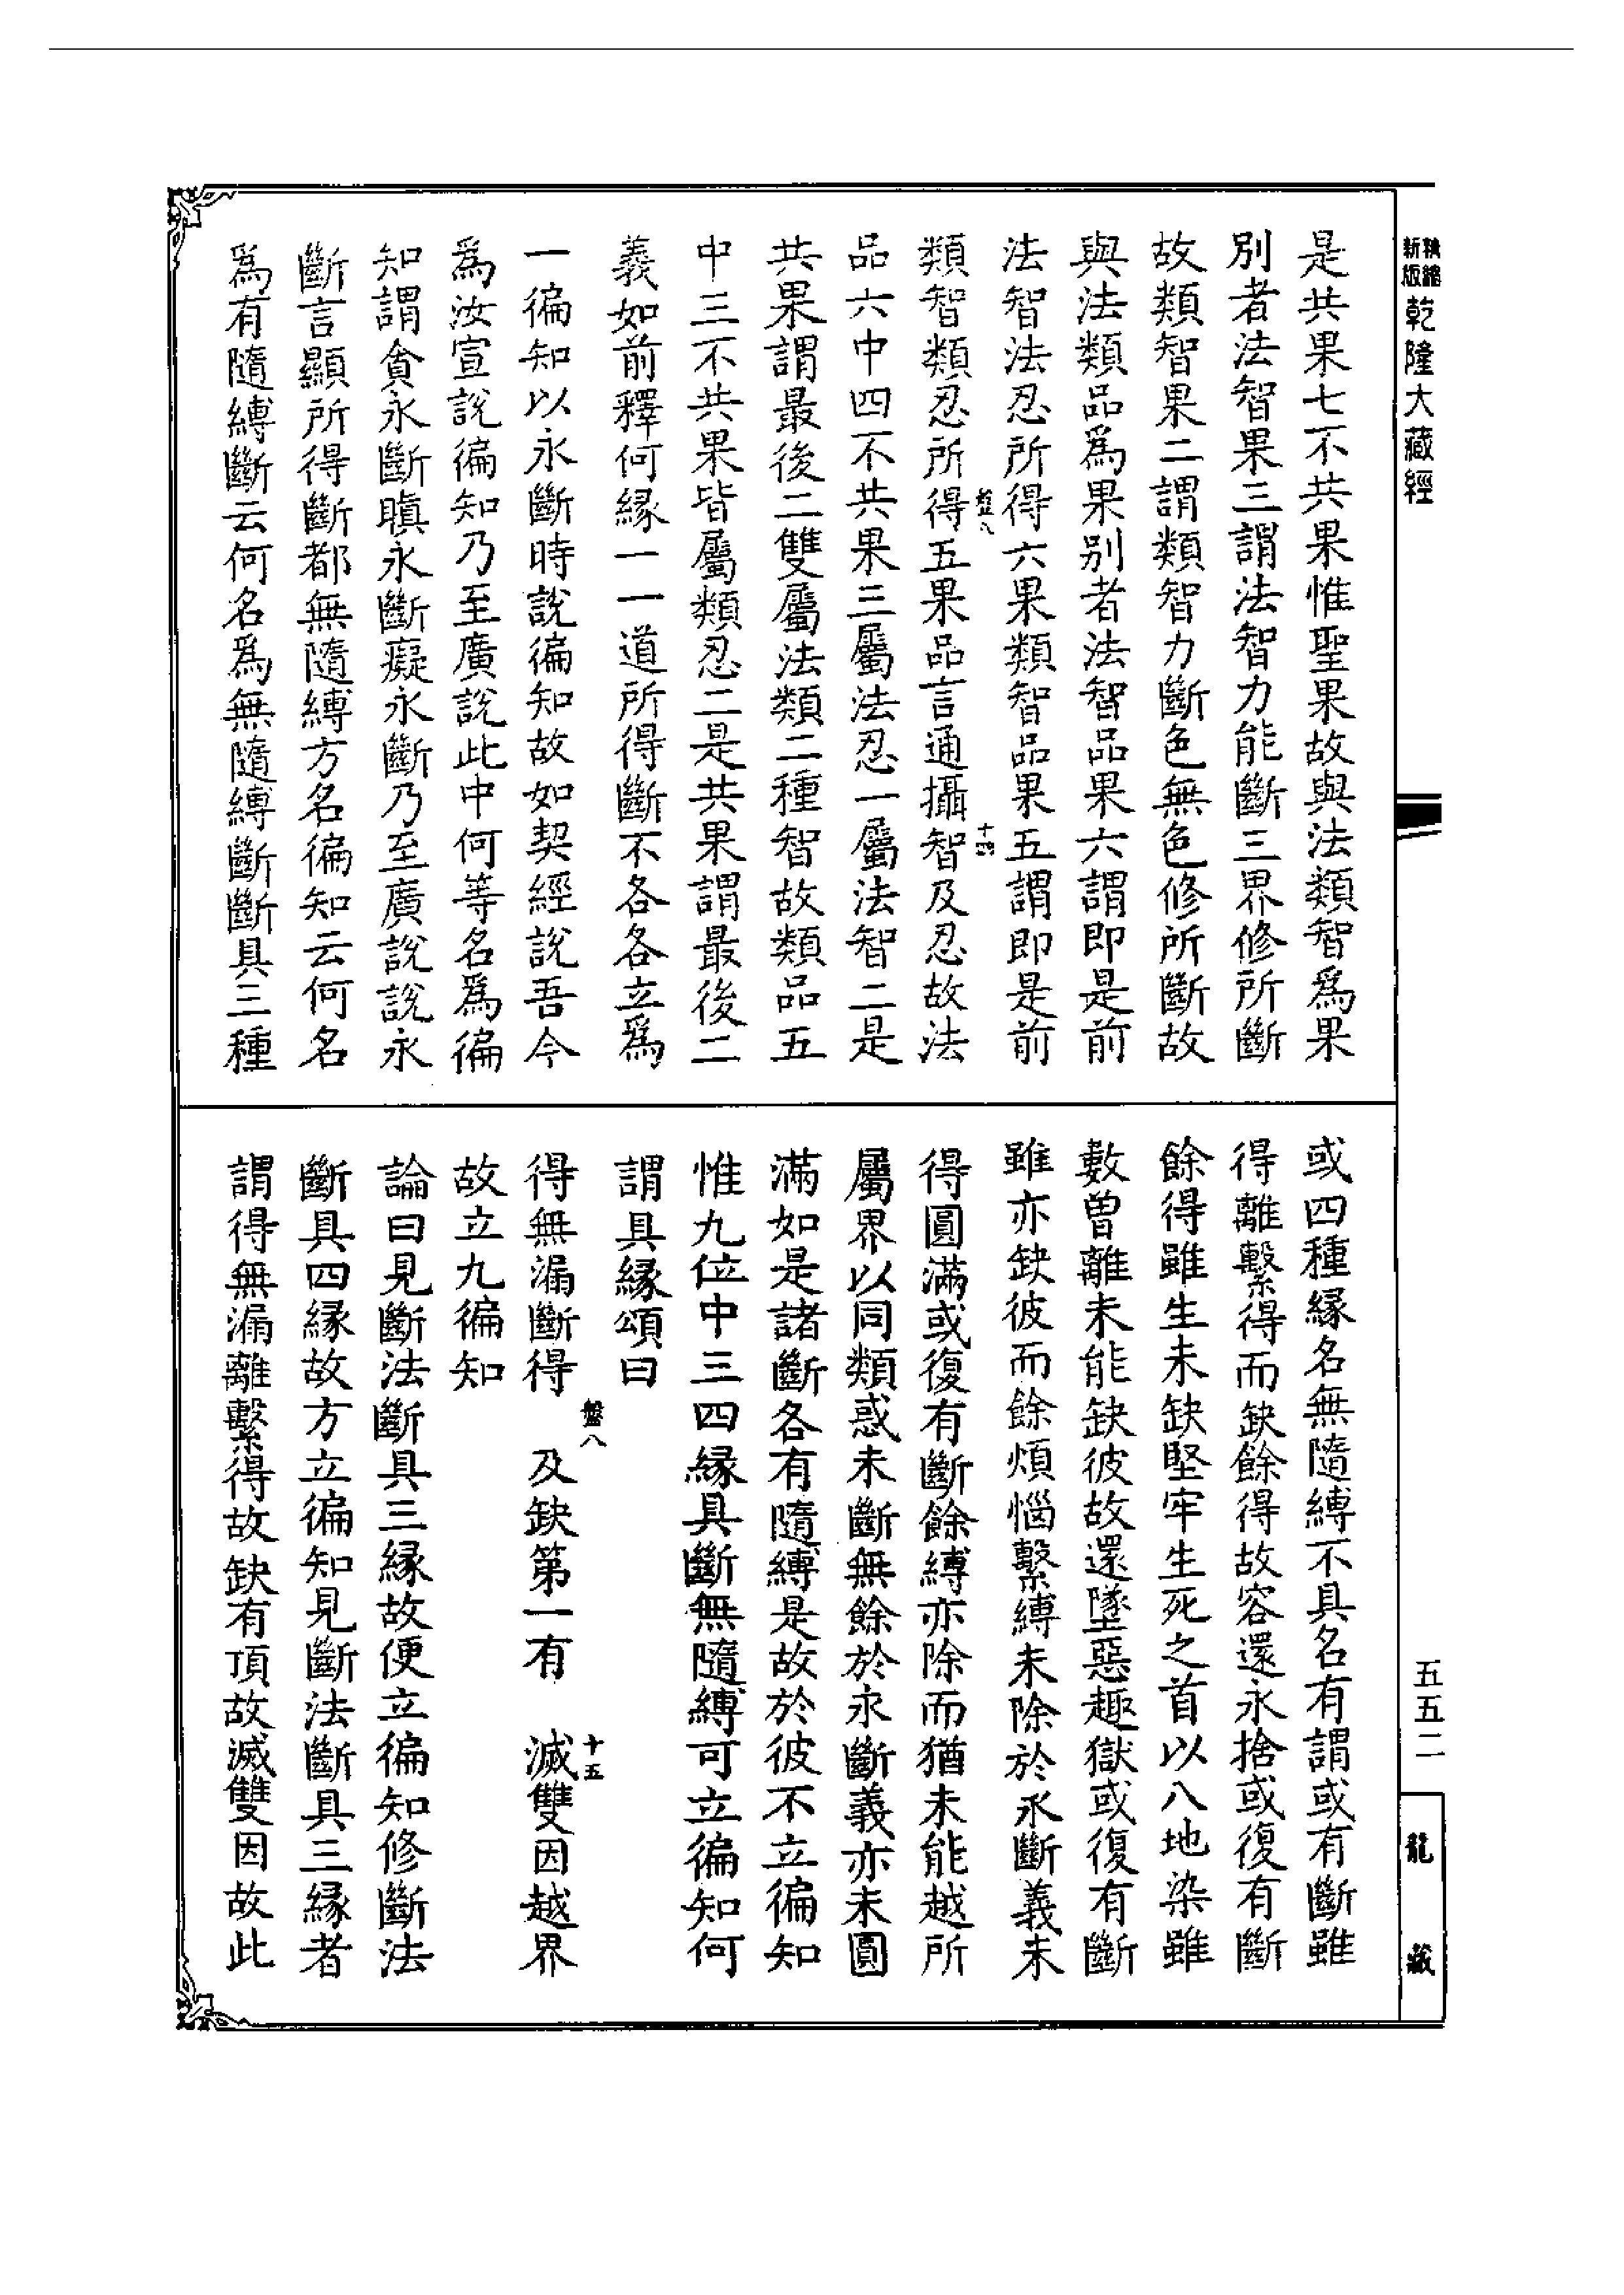 新版精縮
乾隆大藏經
五五二
龍藏
是共果七不共果惟聖果故與法類智爲果
別者法智果三謂法智力能斷三界修所斷
故類智果二謂類智力斷色無色修所斷故
與法類品爲果别者法智品果六謂即是前
法智法忍所得六果類智品果五謂即是前
類智類忍所得五果品言通攝智及忍故法
盤八
十四
品六中四不共果三屬法忍一屬法智二是
共果謂最後二雙屬法類二種智故類品五
中三不共果皆屬類忍二是共果謂最後二
義如前釋何緣一一道所得斷不各各立爲
一徧知以永斷時說徧知故如契經說吾今
爲汝宣說徧知乃至廣說此中何等名爲徧
知謂貪永斷瞋永斷癡永斷乃至廣說說永
斷言顯所得斷都無隨縛方名徧知云何名
爲有隨縛斷云何名爲無隨縛斷斷具三種
或四種緣名無隨縛不具名有謂或有斷雖
得離繫得而缺餘得故容還永捨或復有斷
餘得雖生未缺堅牢生死之首以八地染雖
數曾離未能缺彼故還墜惡趣獄或復有斷
雖亦缺彼而餘煩惱繫縛未除於永斷義未
得圓滿或復有斷餘縛亦除而猶未能越所
屬界以同類惑未斷無餘於永斷義亦未圓
滿如是諸斷各有隨縛是故於彼不立徧知
惟九位中三四緣具斷無隨縛可立徧知何
謂具緣頌曰
盤八
十五
得無漏斷得　及缺第一有　滅雙因越界
故立九徧知
論曰見斷法斷具三緣故便立徧知修斷法
斷具四緣故方立徧知見斷法斷具三緣者
謂得無漏離繫得故缺有頂故滅雙因故此